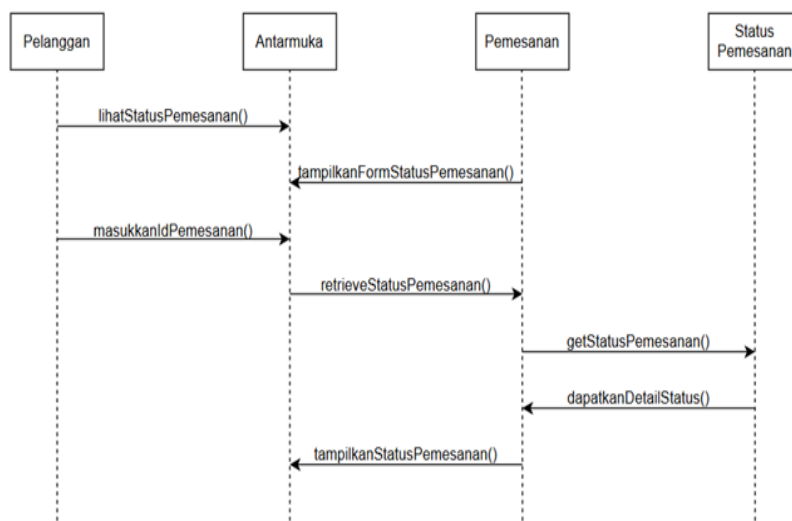 Pelanggan
Antarmuka
Pemesanan
Status
Pemesanan
lihatStatusPemesanan()
tampilkanFormStatusPemesanan()
masukkanIdPemesanan()
retrieveStatusPemesanan()
getStatusPemesanan()
dapatkanDetailStatus()
tampilkanStatusPemesanan()